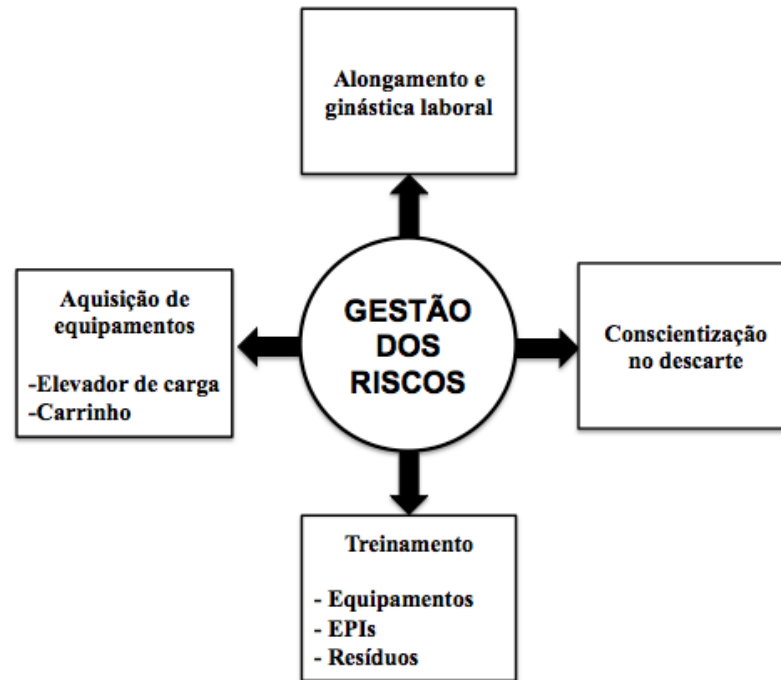 Alongamento e
ginástica laboral
Aquisição de
equipamentos
-Elevador de carga
-Carrinho
GESTÃO
DOS
RISCOS
Conscientização
no descarte
Treinamento
- Equipamentos
- EPIs
- Resíduos